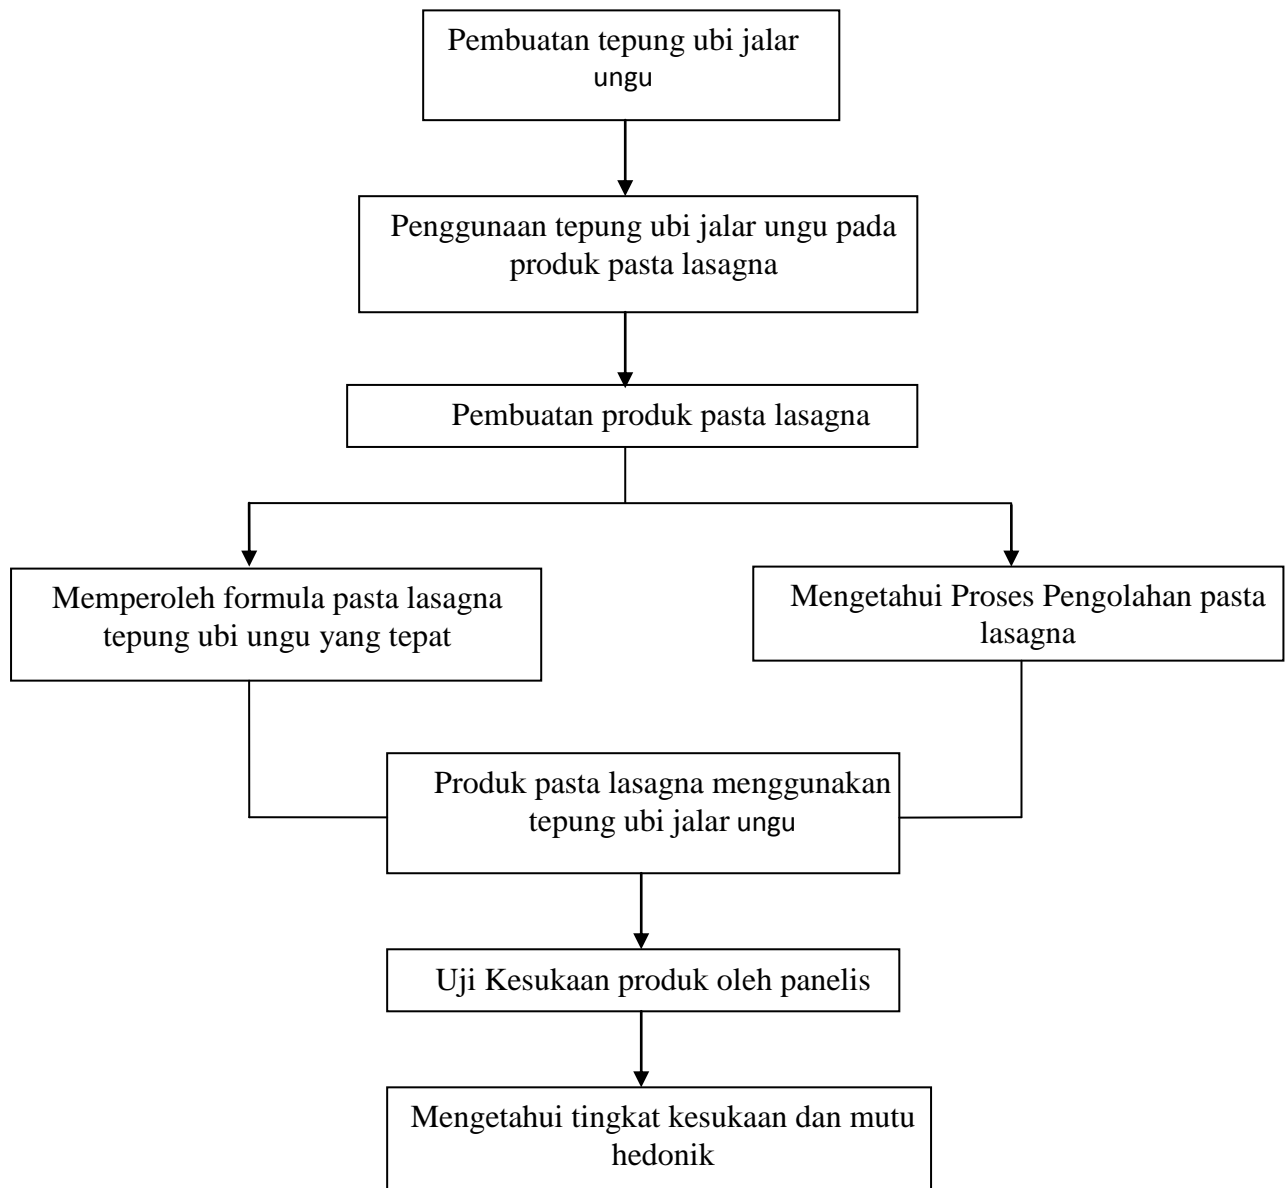 Pembuatan tepung ubi jalar
ungu
Penggunaan tepung ubi jalar ungu pada
produk pasta lasagna
Pembuatan produk pasta lasagna
Memperoleh formula pasta lasagna
tepung ubi ungu yang tepat
Mengetahui Proses Pengolahan pasta
lasagna
Produk pasta lasagna menggunakan
tepung ubi jalar ungu
Uji Kesukaan produk oleh panelis
Mengetahui tingkat kesukaan dan mutu
hedonik